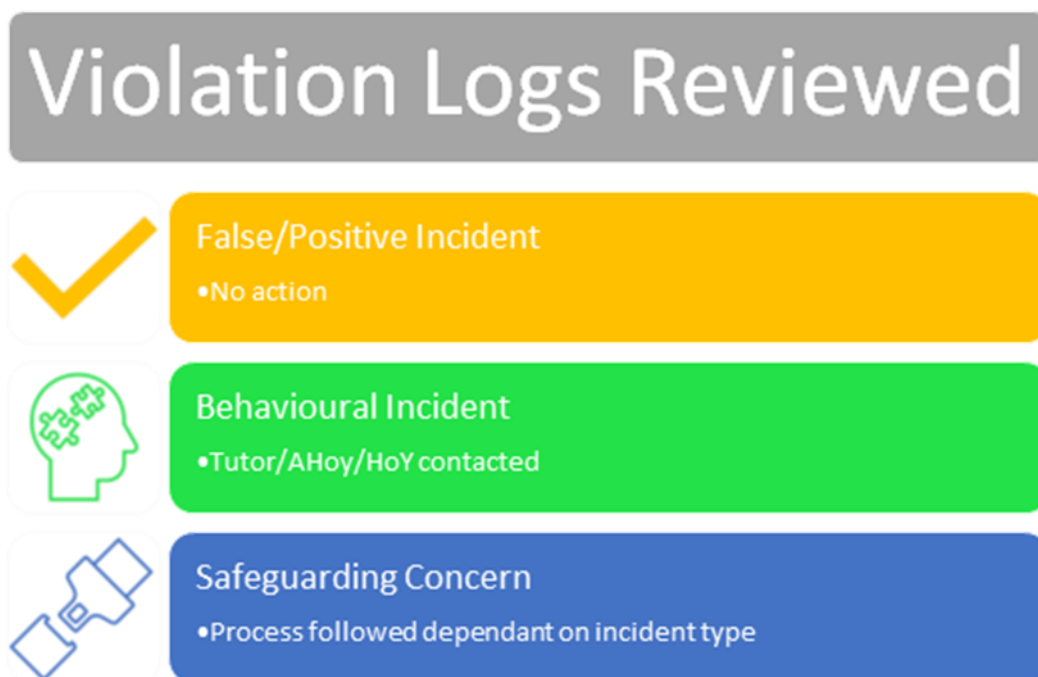 Violation Logs Reviewed
False/Positive Incident
•No action
Behavioural Incident
•Tutor/AHoy/HoY contacted
Safeguarding Concern
•Process followed dependant on incident type